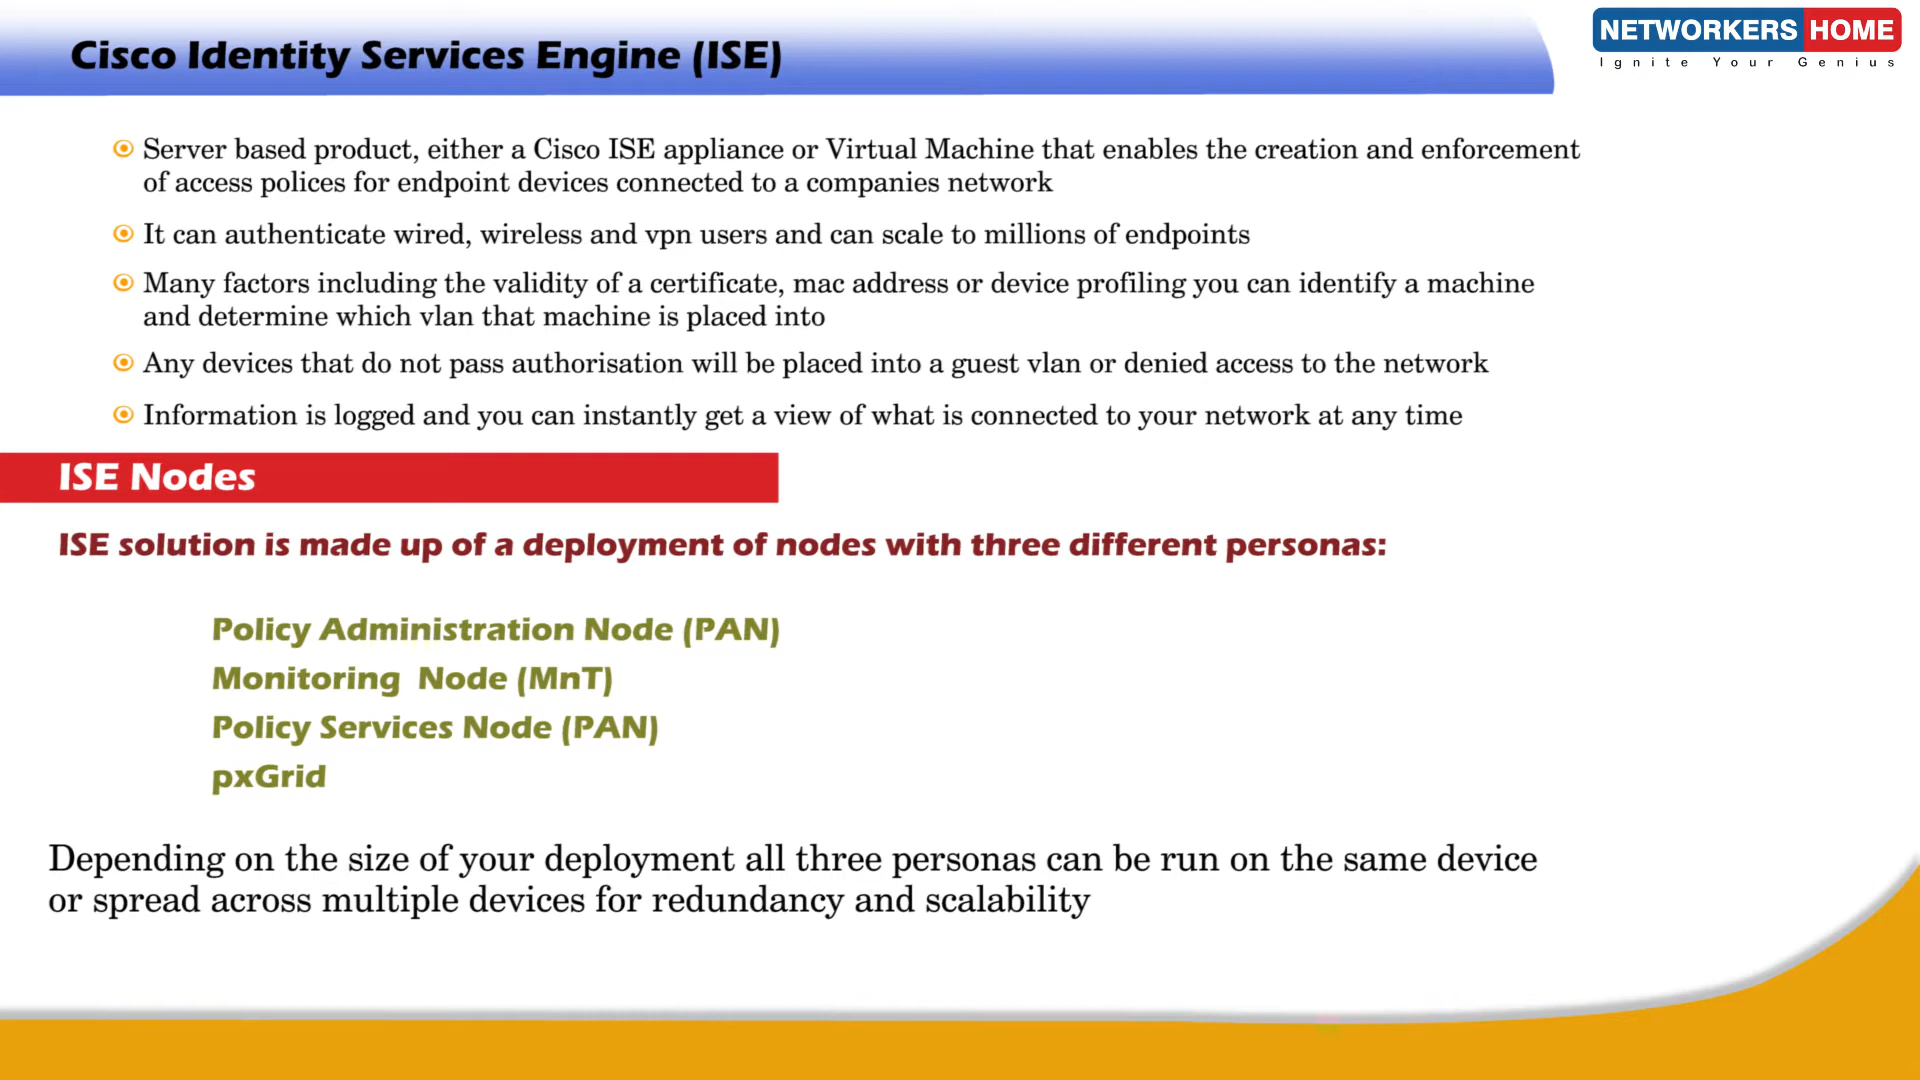 Cisco Identity Services Engine (ISE)
NETWORKERS HOME
Ignite Your Genius
Server based product, either a Cisco ISE appliance or Virtual Machine that enables the creation and enforcement
of access polices for endpoint devices connected to a companies network
It can authenticate wired, wireless and vpn users and can scale to millions of endpoints
Many factors including the validity of a certificate, mac address or device profiling you can identify a machine
and determine which vlan that machine is placed into
Any devices that do not pass authorisation will be placed into a guest vlan or denied access to the network
Information is logged and you can instantly get a view of what is connected to your network at any time
ISE Nodes
ISE solution is made up of a deployment of nodes with three different personas:
Policy Administration Node (PAN)
Monitoring Node (MnT)
Policy Services Node (PAN)
pxGrid
Depending on the size of your deployment all three personas can be run on the same device
or spread across multiple devices for redundancy and scalability